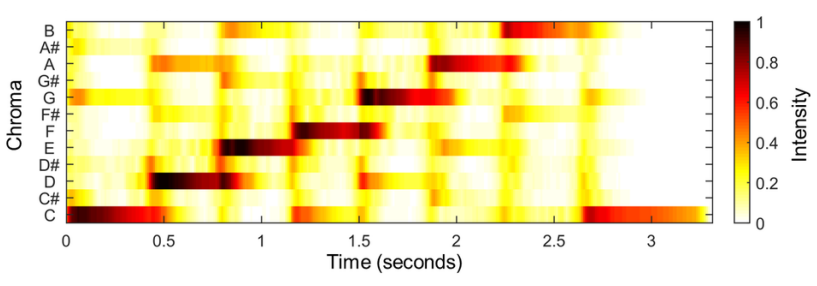 B
A#
A
G#
G
F#
F
E
D#
D
C#
C
Chroma
0
0.5
1
1.5
2
2.5
3
Time (seconds)
1
0.8
0.6
0.4
0.2
0
Intensity